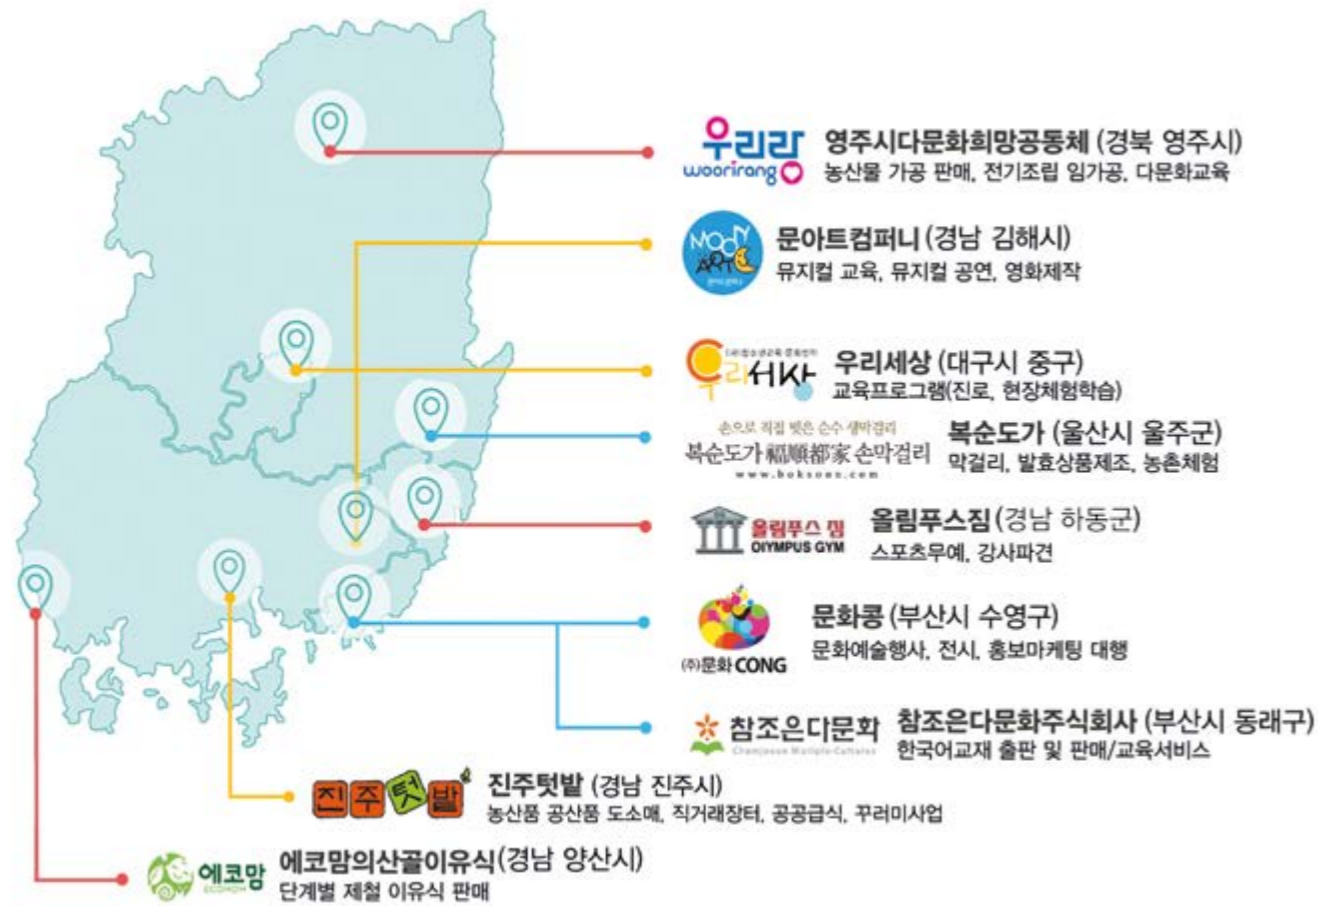 우리랑
woorirang
영주시다문화희망공동체 (경북 영주시)
농산물 가공 판매, 전기조립 임가공, 다문화교육
MOONY
ART
문아트컴퍼니 (경남 김해시)
뮤지컬 교육, 뮤지컬 공연, 영화제작
우리세상
우리세상 (대구시 중구)
교육프로그램(진로, 현장체험학습)
손으로 직접 빚은 순수 생막걸리
복순도가 福順都家 손막걸리
www.boksoon.com
복순도가 (울산시 울주군)
막걸리, 발효상품제조, 농촌체험
올림푸스 짐
OlYMPUS GYM
올림푸스짐 (경남 하동군)
스포츠무예, 강사파견
(주)문화 CONG
문화콩 (부산시 수영구)
문화예술행사, 전시, 홍보마케팅 대행
참조은다문화
Chamjoeun Multiple-Cultures
참조은다문화주식회사 (부산시 동래구)
한국어교재 출판 및 판매/교육서비스
진주텃밭
진주텃밭 (경남 진주시)
농산품 공산품 도소매, 직거래장터, 공공급식, 꾸러미사업
에코맘
ECOMOM
에코맘의산골이유식(경남 양산시)
단계별 제철 이유식 판매